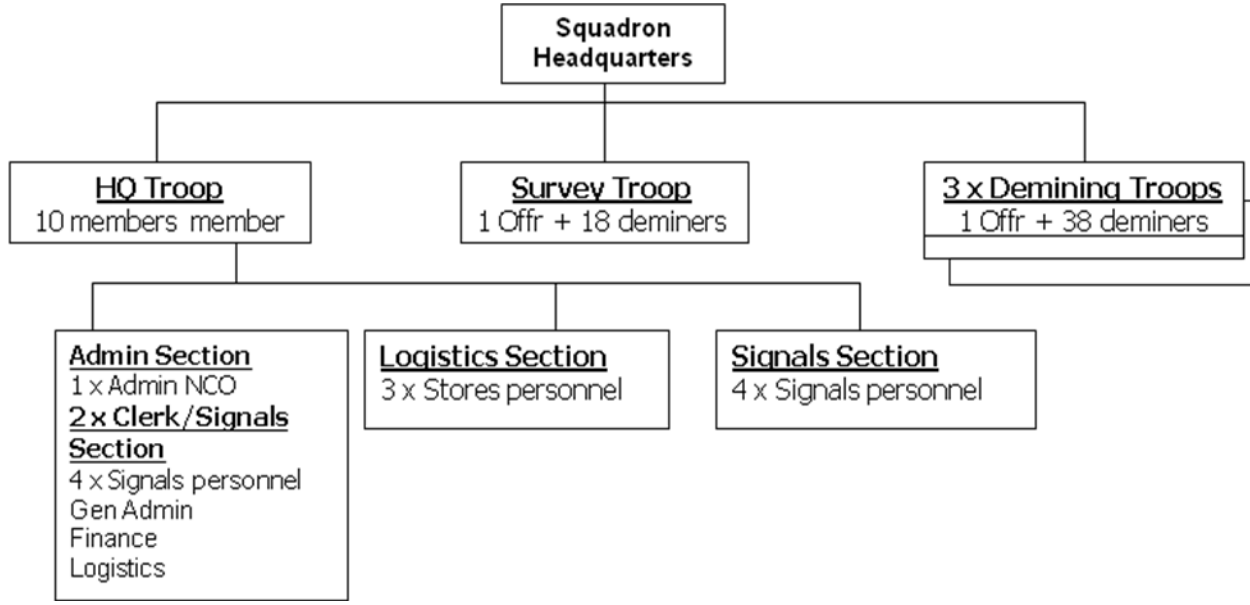 Squadron
Headquarters
HQ Troop
10 members member
Survey Troop
1 Offr + 18 deminers
3 x Demining Troops
1 Offr + 38 deminers
Admin Section
1 x Admin NCO
2 x Clerk/Signals
Section
4 x Signals personnel
Gen Admin
Finance
Logistics
Logistics Section
3 x Stores personnel
Signals Section
4 x Signals personnel